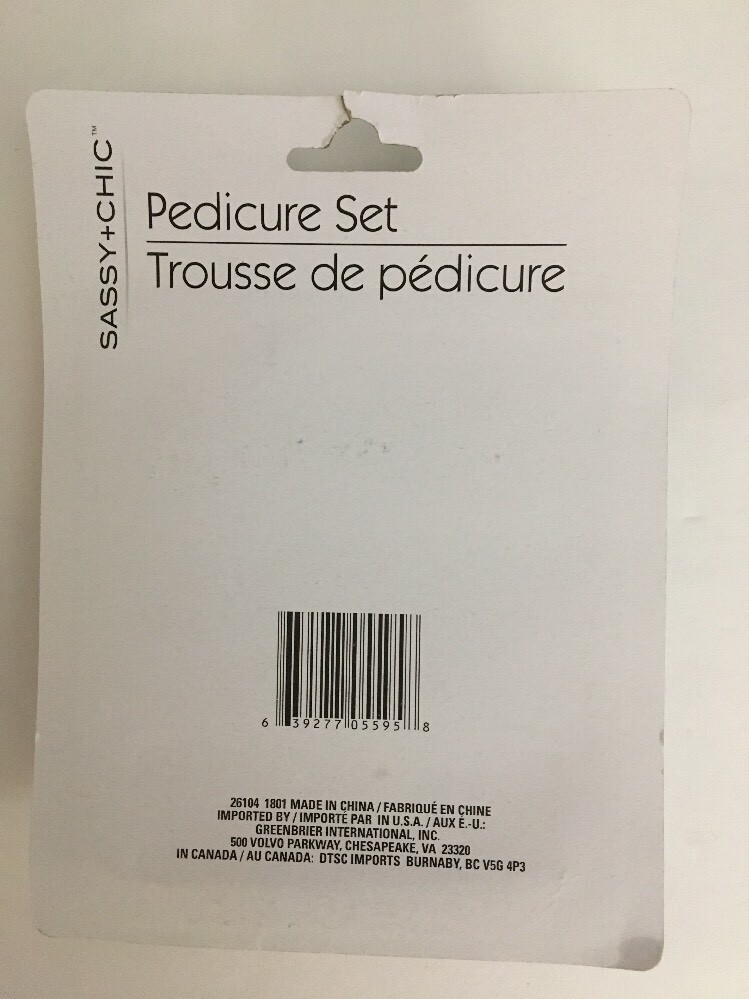 SASSY+CHIC™
Pedicure Set
Trousse de pédicure
6 39277 05595 8
26104 1801 MADE IN CHINA / FABRIQUÉ EN CHINE
IMPORTED BY / IMPORTÉ PAR IN U.S.A. / AUX É.-U.:
GREENBRIER INTERNATIONAL, INC.
500 VOLVO PARKWAY, CHESAPEAKE, VA 23320
IN CANADA / AU CANADA: DTSC IMPORTS BURNABY, BC V5G 4P3